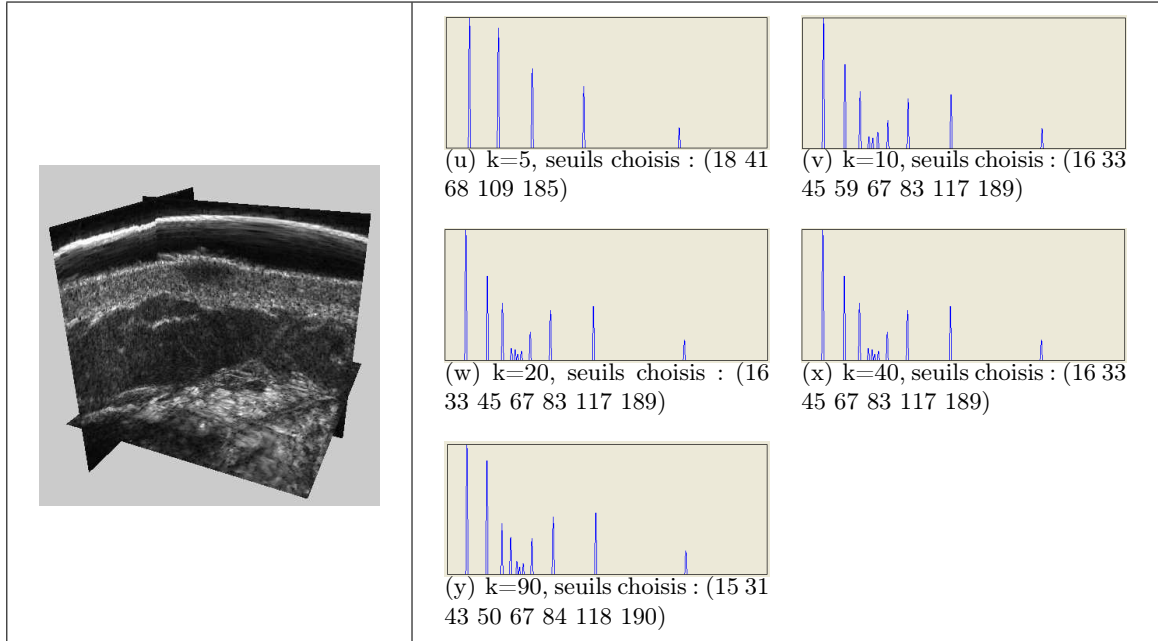 (u) k=5, seuils choisis : (18 41
68 109 185)
(v) k=10, seuils choisis : (16 33
45 59 67 83 117 189)
(w) k=20, seuils choisis : (16
33 45 67 83 117 189)
(x) k=40, seuils choisis : (16 33
45 67 83 117 189)
(y) k=90, seuils choisis : (15 31
43 50 67 84 118 190)